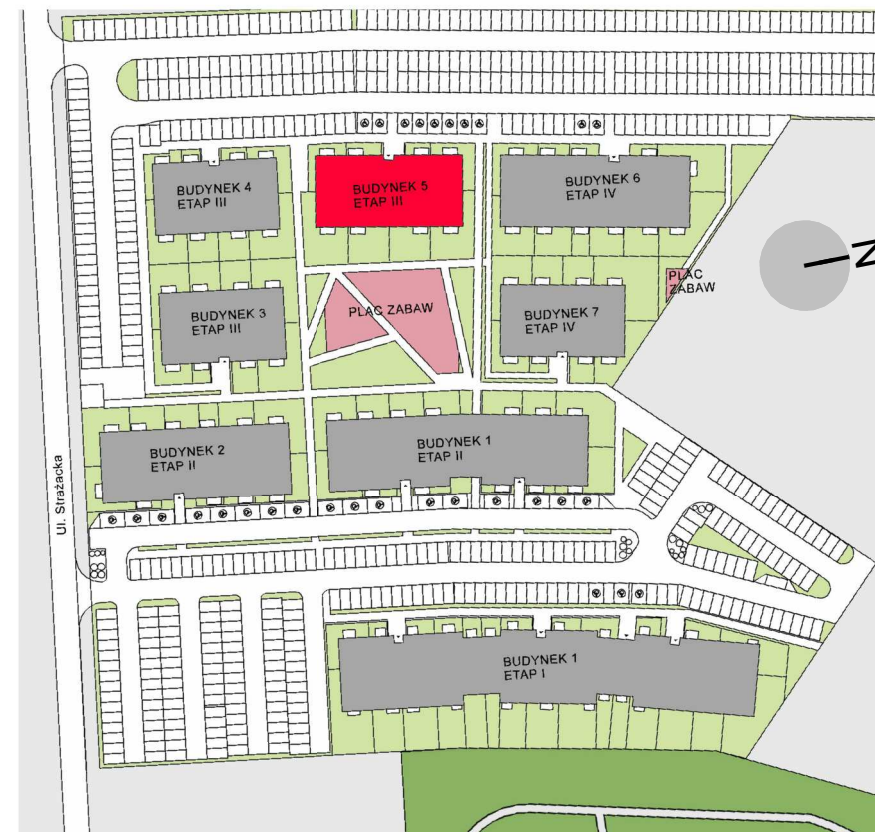 BUDYNEK 4
ETAP III
BUDYNEK 5
ETAP III
BUDYNEK 6
ETAP IV
PLAC
ZABAW
N
BUDYNEK 3
ETAP III
PLAC ZABAW
BUDYNEK 7
ETAP IV
BUDYNEK 2
ETAP II
BUDYNEK 1
ETAP II
Ul. Strażacka
BUDYNEK 1
ETAP I